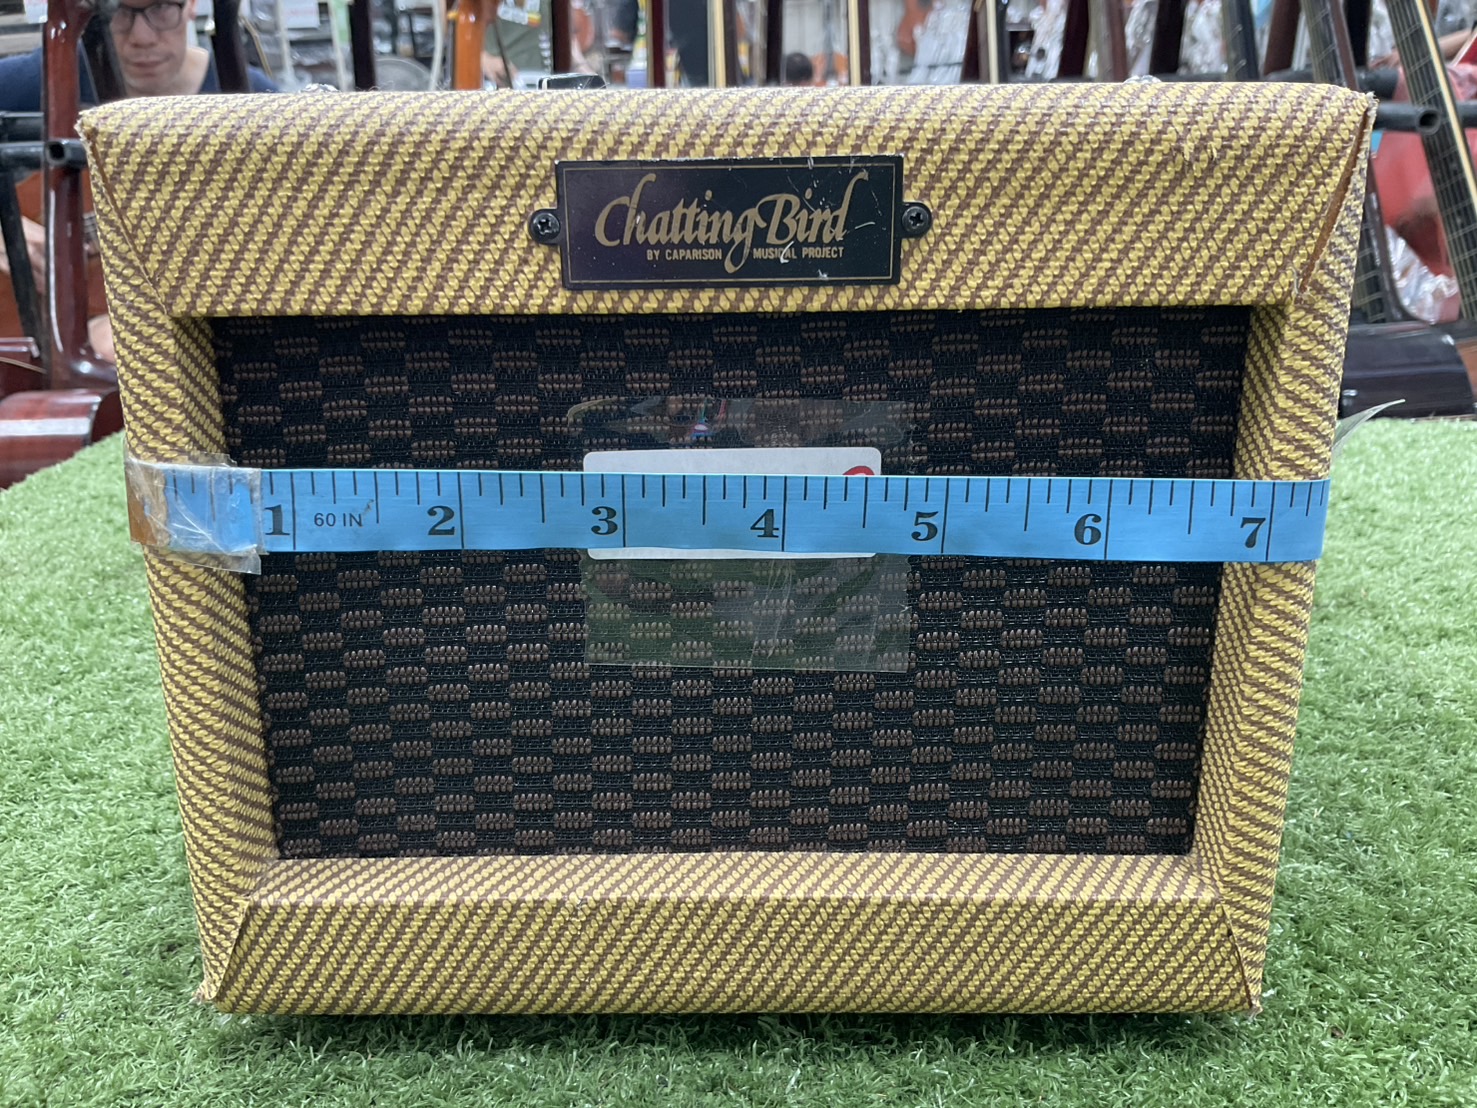 Chatting Bird
BY CAPARISON MUSICAL PROJECT
1 60 IN 2 3 4 5 6 7